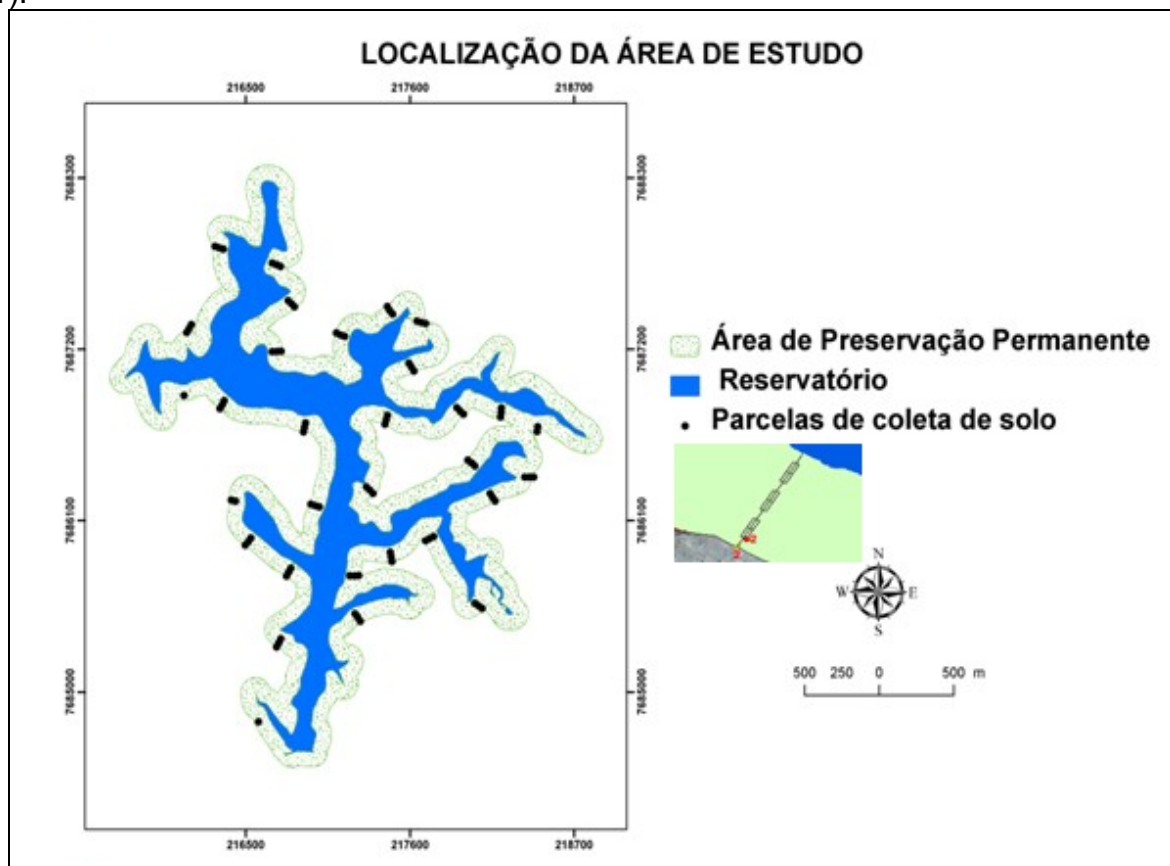 LOCALIZAÇÃO DA ÁREA DE ESTUDO
216500 217600 218700
7688300 7688300
7687200 7687200
7686100 7686100
7685000 7685000
216500 217600 218700
Área de Preservação Permanente
Reservatório
Parcelas de coleta de solo
2
N
W E
S
500 250 0 500 m